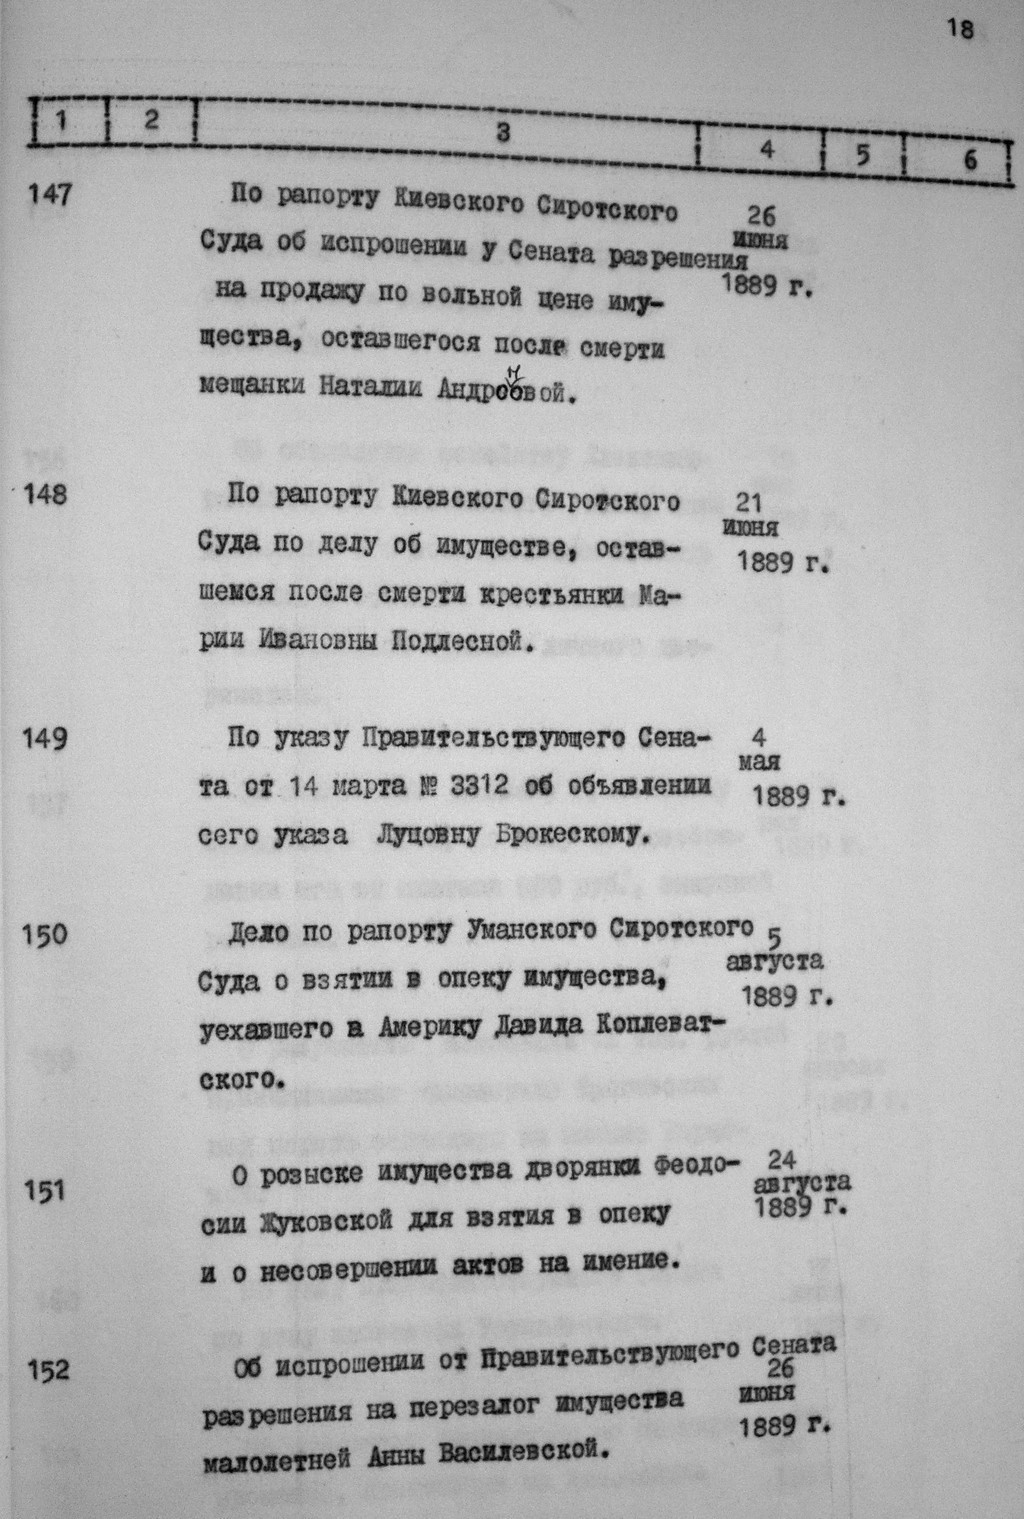 18
1 2 3 4 5 6
147 По рапорту Киевского Сиротского 26
Суда об испрошении у Сената разрешения июня
на продажу по вольной цене иму- 1889 г.
щества, оставшегося после смерти
мещанки Наталии Андроновой.
148 По рапорту Киевского Сиротского 21
июня
Суда по делу об имуществе, остав- 1889 г.
шемся после смерти крестьянки Ма-
рии Ивановны Подлесной.
149 По указу Правительствующего Сена- 4
мая
та от 14 марта № 3312 об объявлении 1889 г.
сего указа Луцовну Брокескому.
150 Дело по рапорту Уманского Сиротского 5
августа
Суда о взятии в опеку имущества, 1889 г.
уехавшего в Америку Давида Коплеват-
ского.
151 О розыске имущества дворянки Феодо- 24
августа
сии Жуковской для взятия в опеку 1889 г.
и о несовершении актов на имение.
152 Об испрошении от Правительствующего Сената
26
разрешения на перезалог имущества июня
малолетней Анны Василевской. 1889 г.